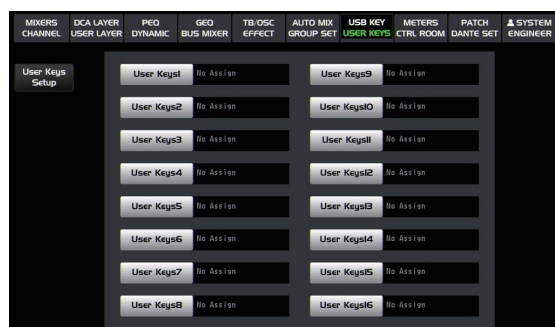 MIXERS DCA LAYER PEQ GEQ TB/OSC AUTO MIX USB KEY METERS PATCH SYSTEM
CHANNEL USER LAYER DYNAMIC BUS MIXER EFFECT GROUP SET USER KEYS CTRL ROOM DANTE SET ENGINEER
User Keys
Setup
User Keys1 No Assign User Keys9 No Assign
User Keys2 No Assign User Keys10 No Assign
User Keys3 No Assign User Keys11 No Assign
User Keys4 No Assign User Keys12 No Assign
User Keys5 No Assign User Keys13 No Assign
User Keys6 No Assign User Keys14 No Assign
User Keys7 No Assign User Keys15 No Assign
User Keys8 No Assign User Keys16 No Assign